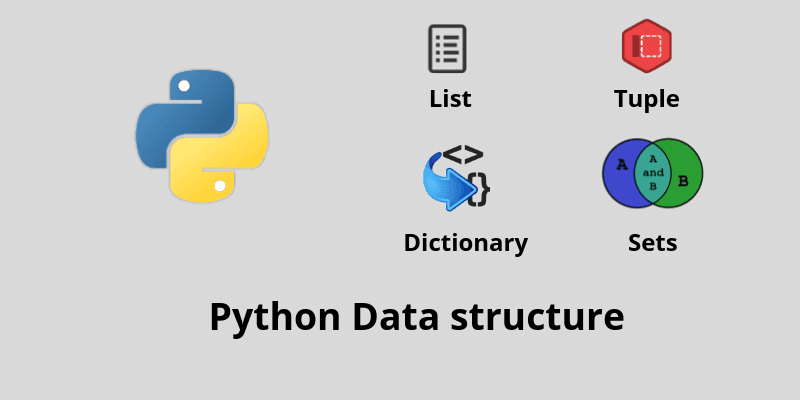 List
Tuple
<>
{}
Dictionary
A
A
and
B
B
Sets
Python Data structure